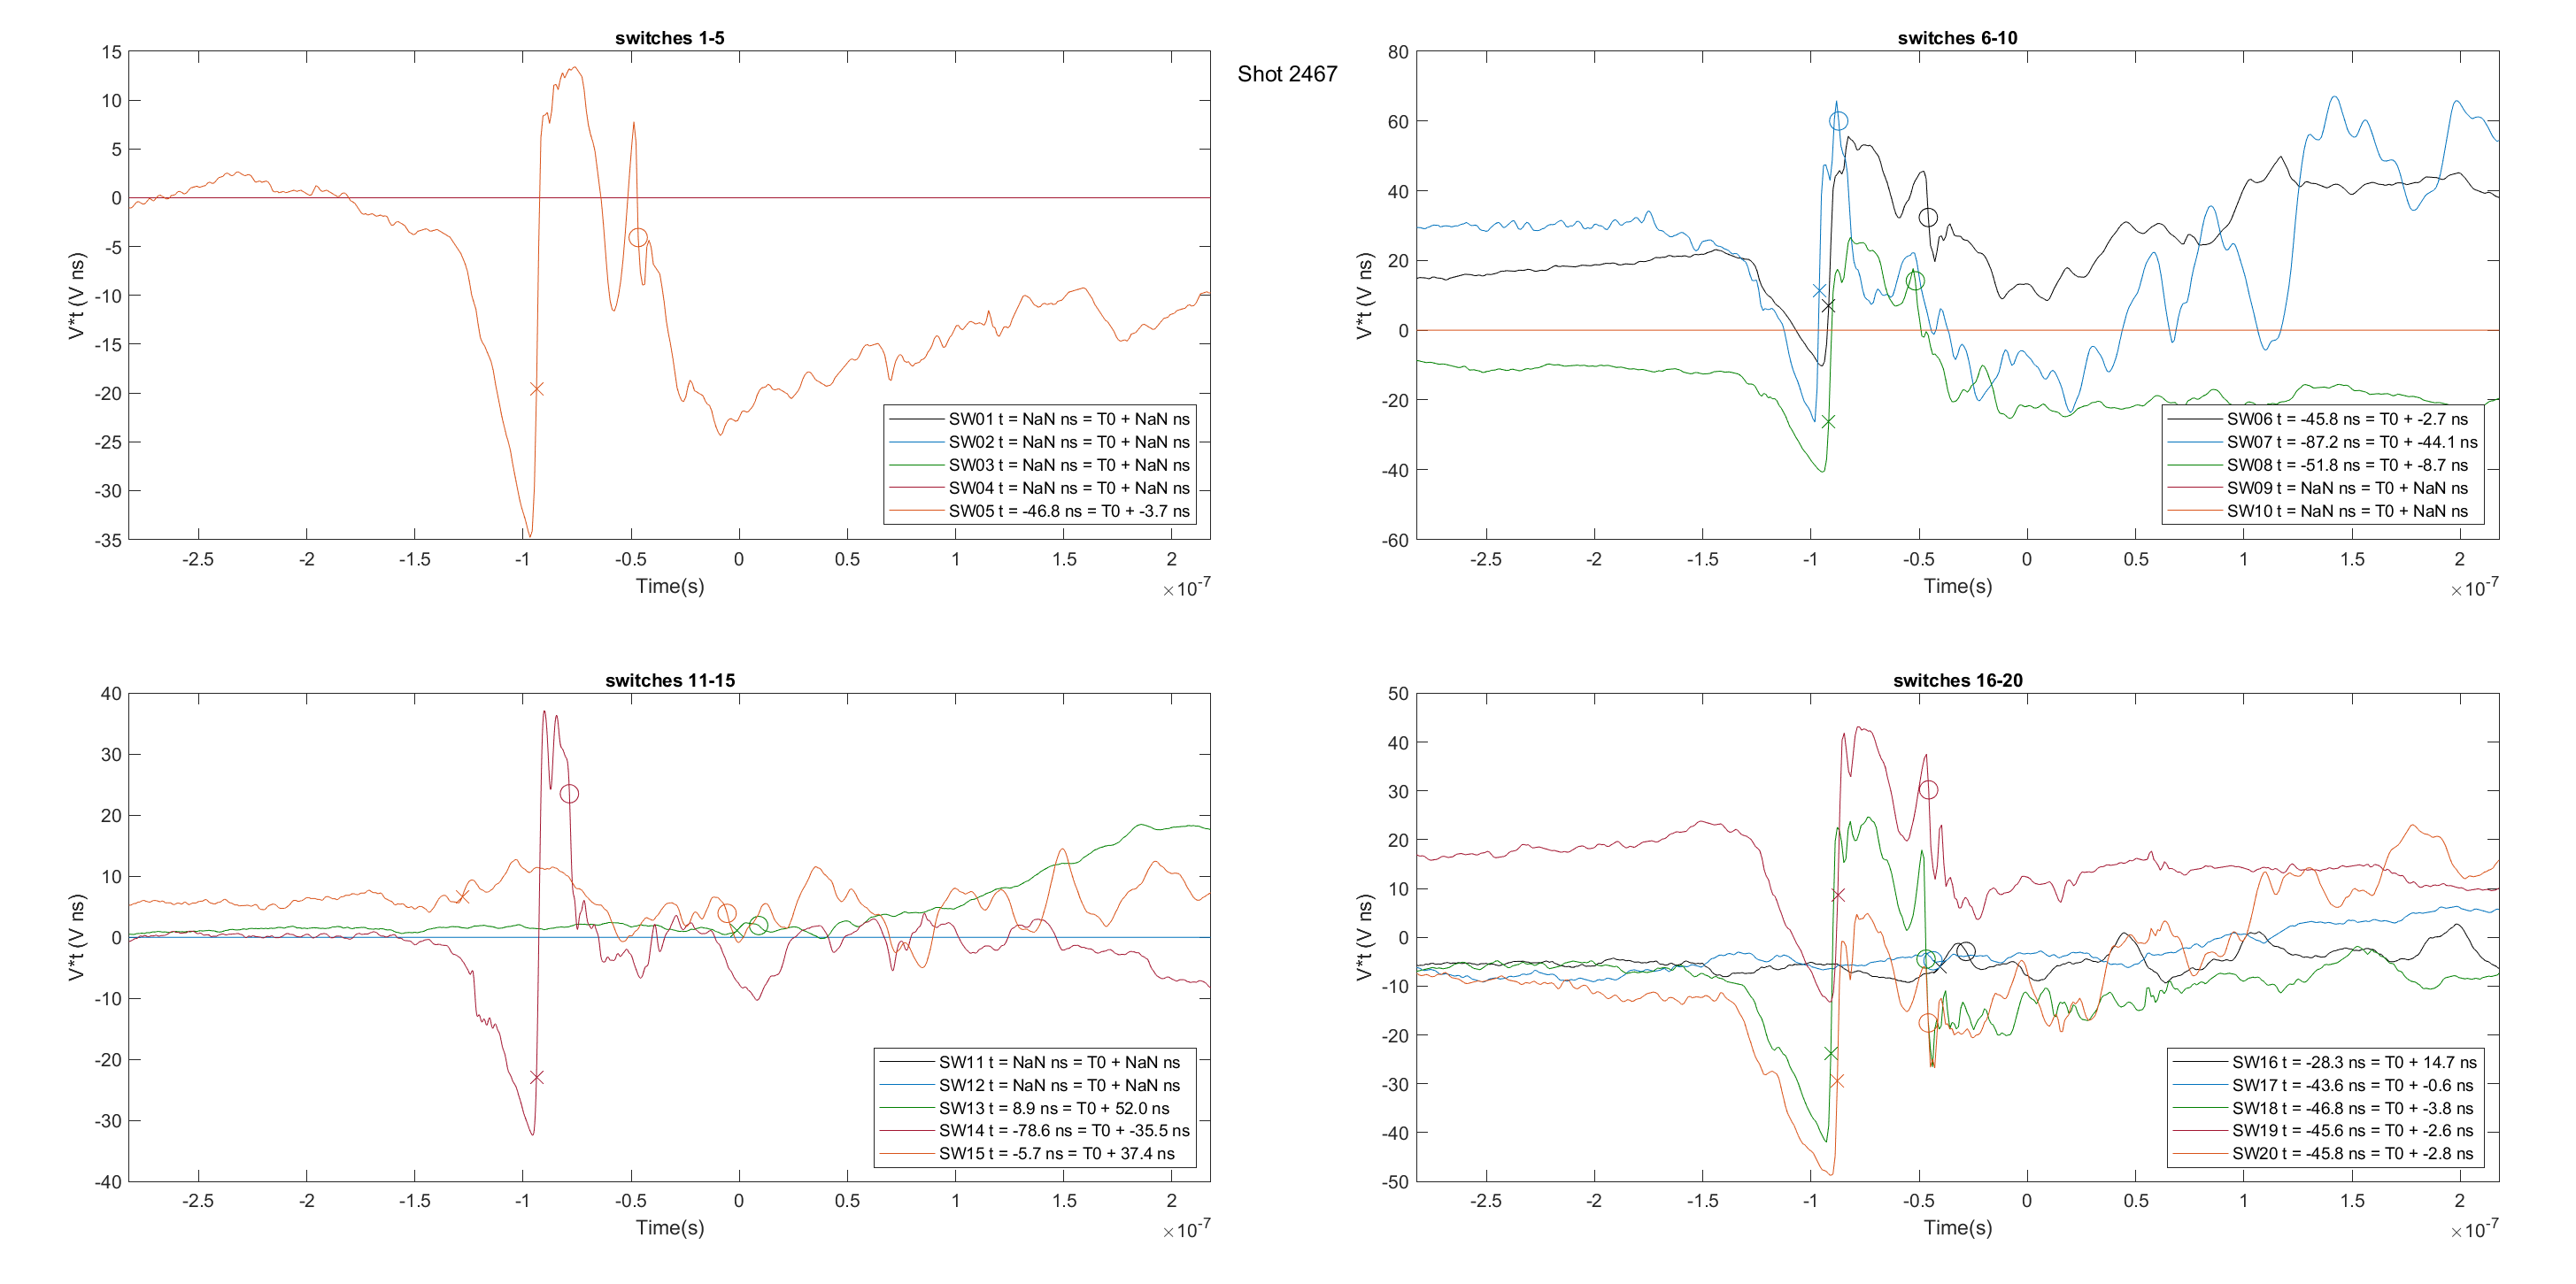 Shot 2467
switches 1-5
15
10
5
0
-5
-10
-15
-20
-25
-30
-35
V*t (V ns)
-2.5 -2 -1.5 -1 -0.5 0 0.5 1 1.5 2
Time(s)
×10-7
SW01 t = NaN ns = T0 + NaN ns
SW02 t = NaN ns = T0 + NaN ns
SW03 t = NaN ns = T0 + NaN ns
SW04 t = NaN ns = T0 + NaN ns
SW05 t = -46.8 ns = T0 + -3.7 ns
switches 6-10
80
60
40
20
0
-20
-40
-60
V*t (V ns)
-2.5 -2 -1.5 -1 -0.5 0 0.5 1 1.5 2
Time(s)
×10-7
SW06 t = -45.8 ns = T0 + -2.7 ns
SW07 t = -87.2 ns = T0 + -44.1 ns
SW08 t = -51.8 ns = T0 + -8.7 ns
SW09 t = NaN ns = T0 + NaN ns
SW10 t = NaN ns = T0 + NaN ns
switches 11-15
40
30
20
10
0
-10
-20
-30
-40
V*t (V ns)
-2.5 -2 -1.5 -1 -0.5 0 0.5 1 1.5 2
Time(s)
×10-7
SW11 t = NaN ns = T0 + NaN ns
SW12 t = NaN ns = T0 + NaN ns
SW13 t = 8.9 ns = T0 + 52.0 ns
SW14 t = -78.6 ns = T0 + -35.5 ns
SW15 t = -5.7 ns = T0 + 37.4 ns
switches 16-20
50
40
30
20
10
0
-10
-20
-30
-40
-50
V*t (V ns)
-2.5 -2 -1.5 -1 -0.5 0 0.5 1 1.5 2
Time(s)
×10-7
SW16 t = -28.3 ns = T0 + 14.7 ns
SW17 t = -43.6 ns = T0 + -0.6 ns
SW18 t = -46.8 ns = T0 + -3.8 ns
SW19 t = -45.6 ns = T0 + -2.6 ns
SW20 t = -45.8 ns = T0 + -2.8 ns